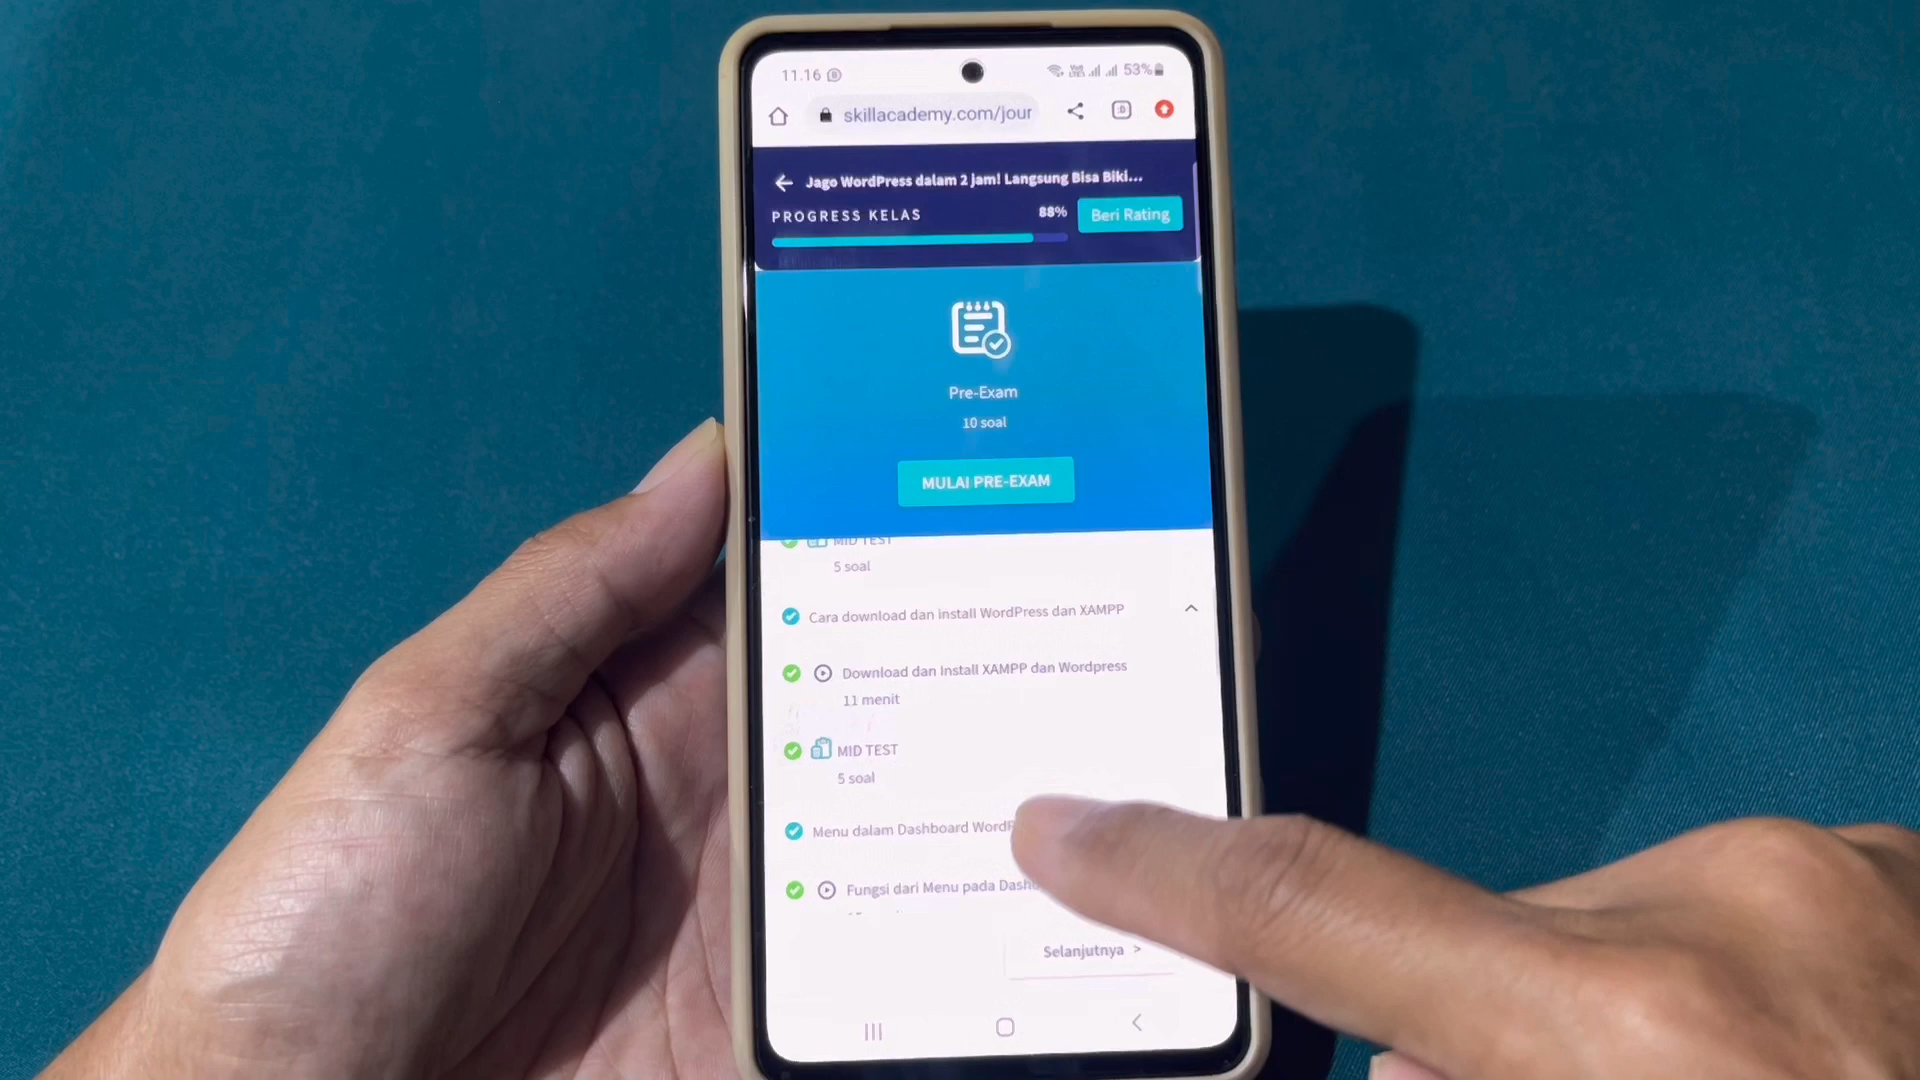 11.16
53%
skillacademy.com/jour
:D
Jago WordPress dalam 2 jam! Langsung Bisa Biki...
PROGRESS KELAS
88%
Beri Rating
Pre-Exam
10 soal
MULAI PRE-EXAM
MID TEST
5 soal
Cara download dan install WordPress dan XAMPP
Download dan Install XAMPP dan Wordpress
11 menit
MID TEST
5 soal
Menu dalam Dashboard
Fungsi dari Menu pada
Selanjutnya >